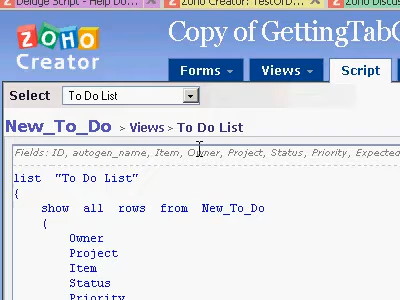 Deluge Script - Help Do
Zoho Creator: TestOfD
Zoho Discus
ZOHO
Creator
Copy of GettingTab
Forms
Views
Script
Select
To Do List
New_To_Do > Views > To Do List
Fields: ID, autogen_name, Item, Owner, Project, Status, Priority, Expected
list "To Do List"
{
show all rows from New_To_Do
(
Owner
Project
Item
Status
Priority